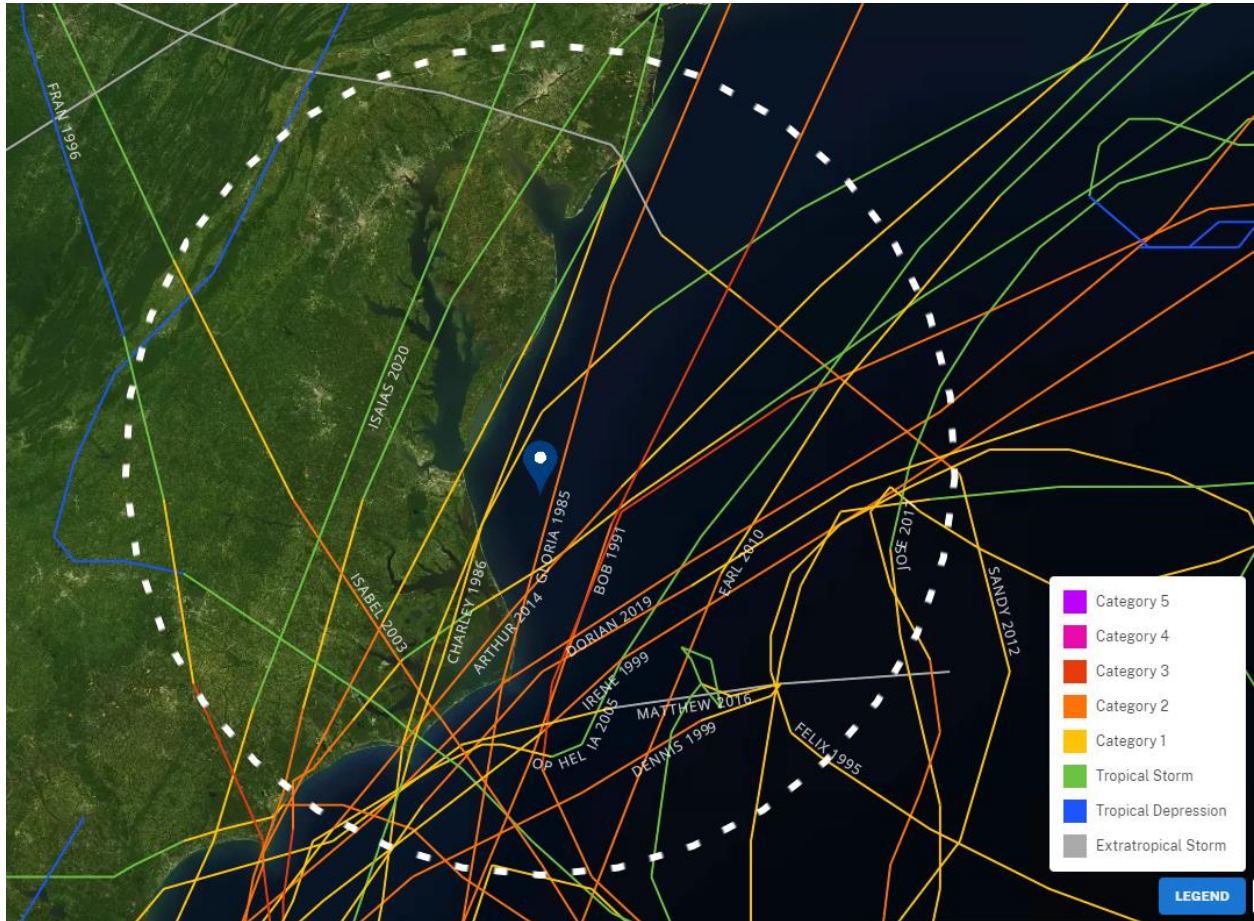 FRAN 1996
ISAIAS 2020
ISABEL 2003
CHARLEY 1986
ARTHUR 2014
GLORIA 1985
BOB 1991
DORIAN 2019
EARL 2010
IRENE 1999
MATTHEW 2016
OPHELIA 2005
DENNIS 1999
FELIX 1995
JOSE 2017
SANDY 2012
Category 5
Category 4
Category 3
Category 2
Category 1
Tropical Storm
Tropical Depression
Extratropical Storm
LEGEND